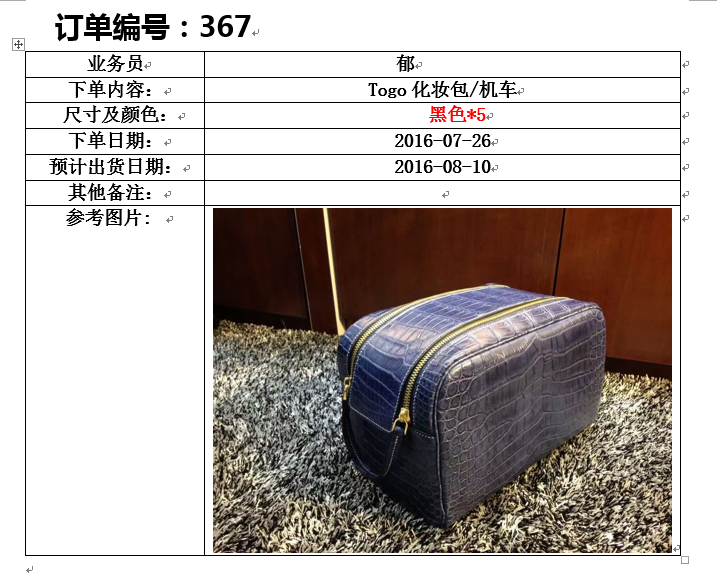 订单编号：367
业务员 郁
下单内容： Togo 化妆包/机车
尺寸及颜色： 黑色*5
下单日期： 2016-07-26
预计出货日期： 2016-08-10
其他备注：
参考图片: